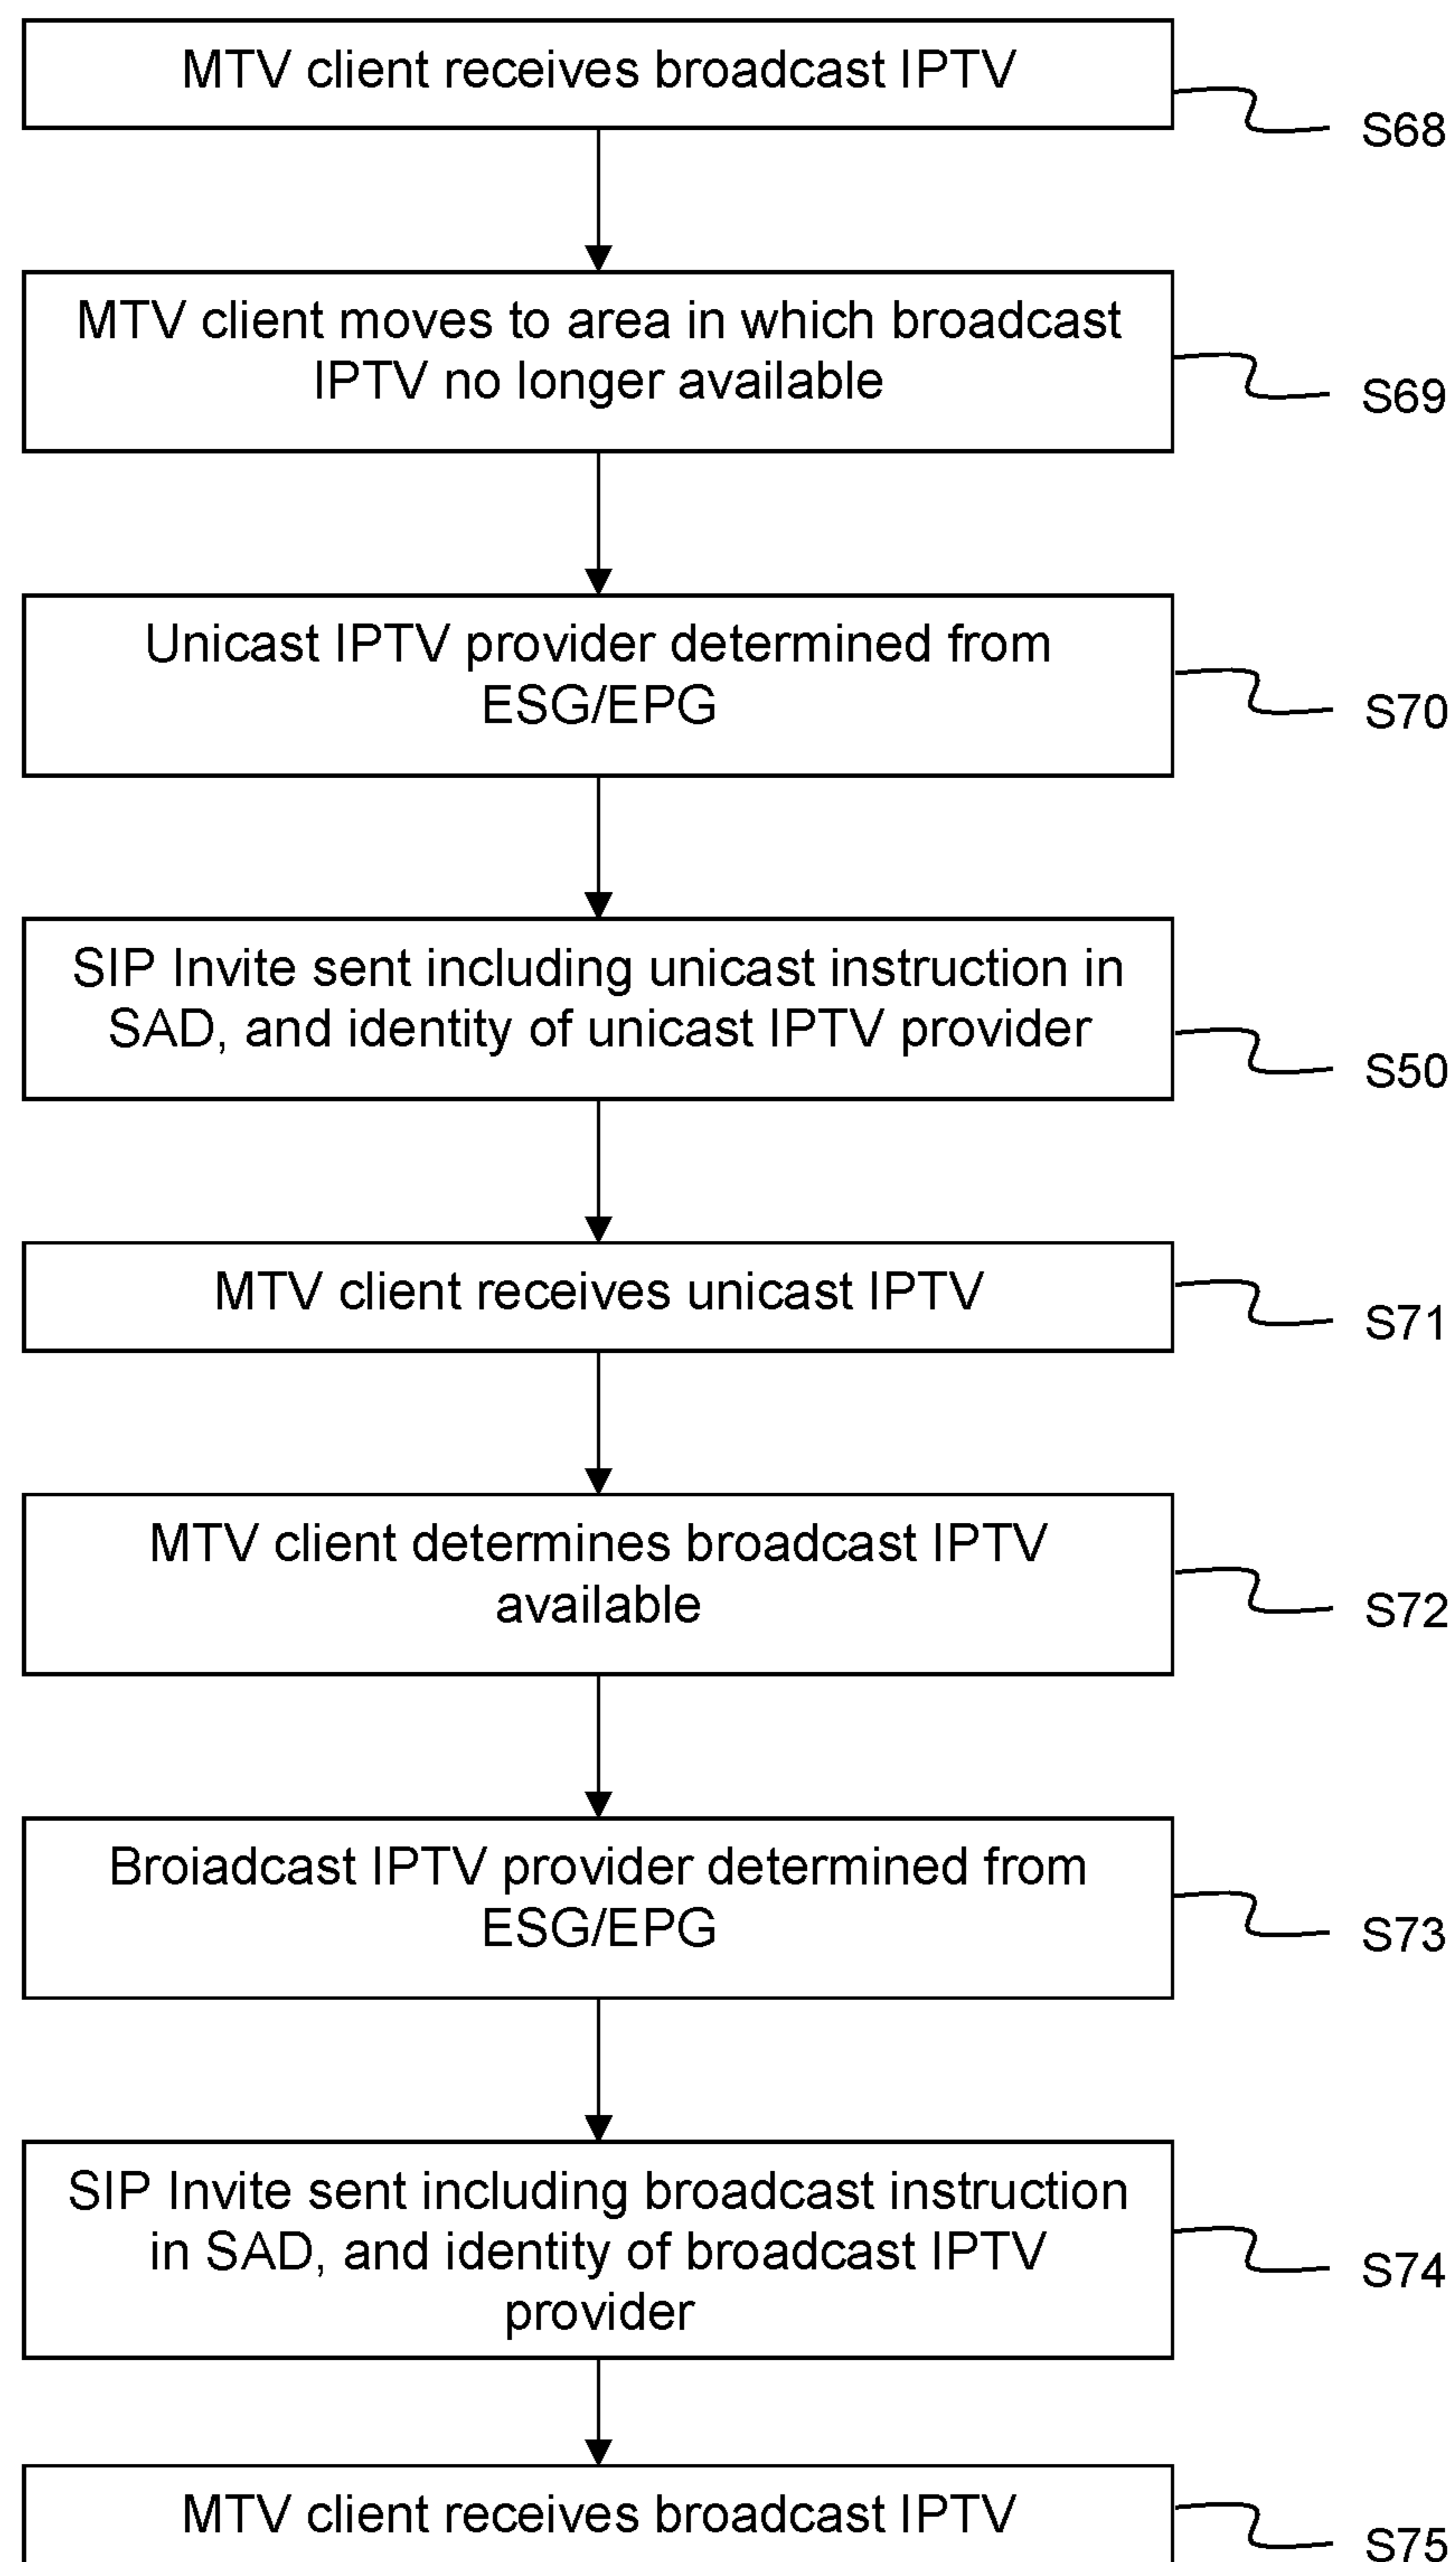 MTV client receives broadcast IPTV
S68
MTV client moves to area in which broadcast
IPTV no longer available
S69
Unicast IPTV provider determined from
ESG/EPG
S70
SIP Invite sent including unicast instruction in
SAD, and identity of unicast IPTV provider
S50
MTV client receives unicast IPTV
S71
MTV client determines broadcast IPTV
available
S72
Broiadcast IPTV provider determined from
ESG/EPG
S73
SIP Invite sent including broadcast instruction
in SAD, and identity of broadcast IPTV
provider
S74
MTV client receives broadcast IPTV
S75